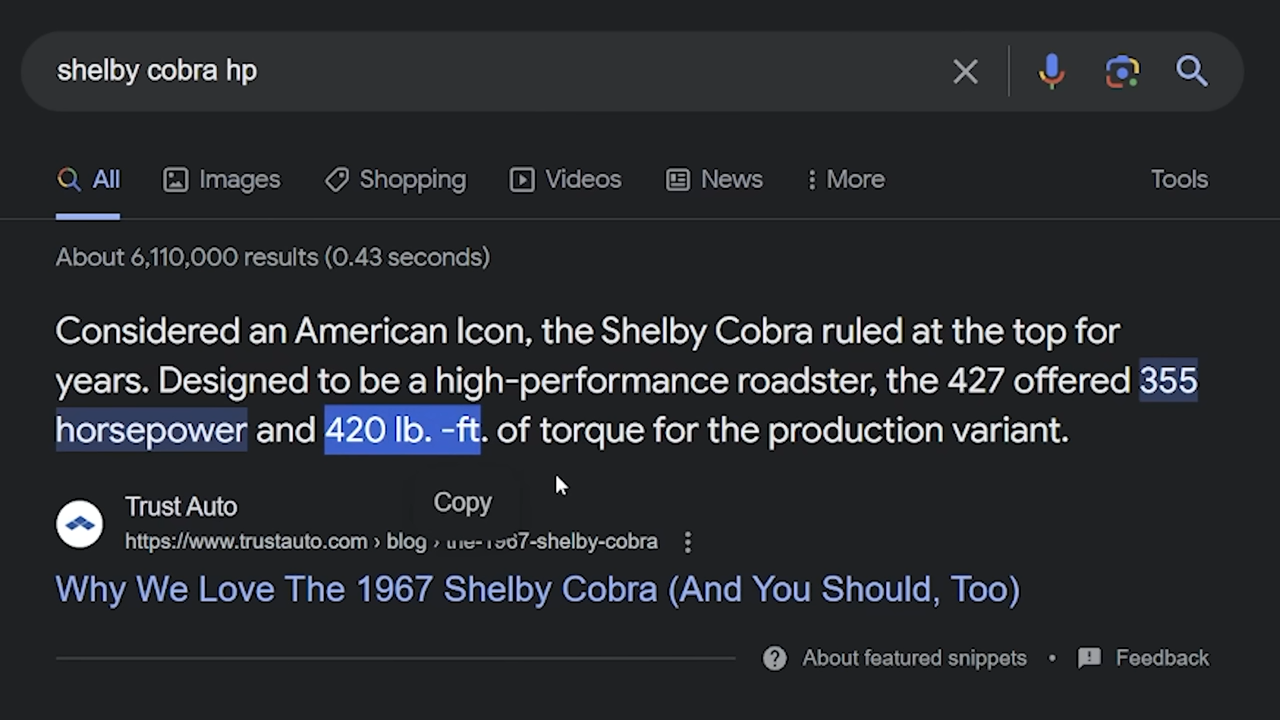 shelby cobra hp
All Images Shopping Videos News More Tools
About 6,110,000 results (0.43 seconds)
Considered an American Icon, the Shelby Cobra ruled at the top for
years. Designed to be a high-performance roadster, the 427 offered 355
horsepower and 420 lb. -ft. of torque for the production variant.
Copy
Trust Auto
https://www.trustauto.com › blog › the-1967-shelby-cobra
Why We Love The 1967 Shelby Cobra (And You Should, Too)
About featured snippets • Feedback